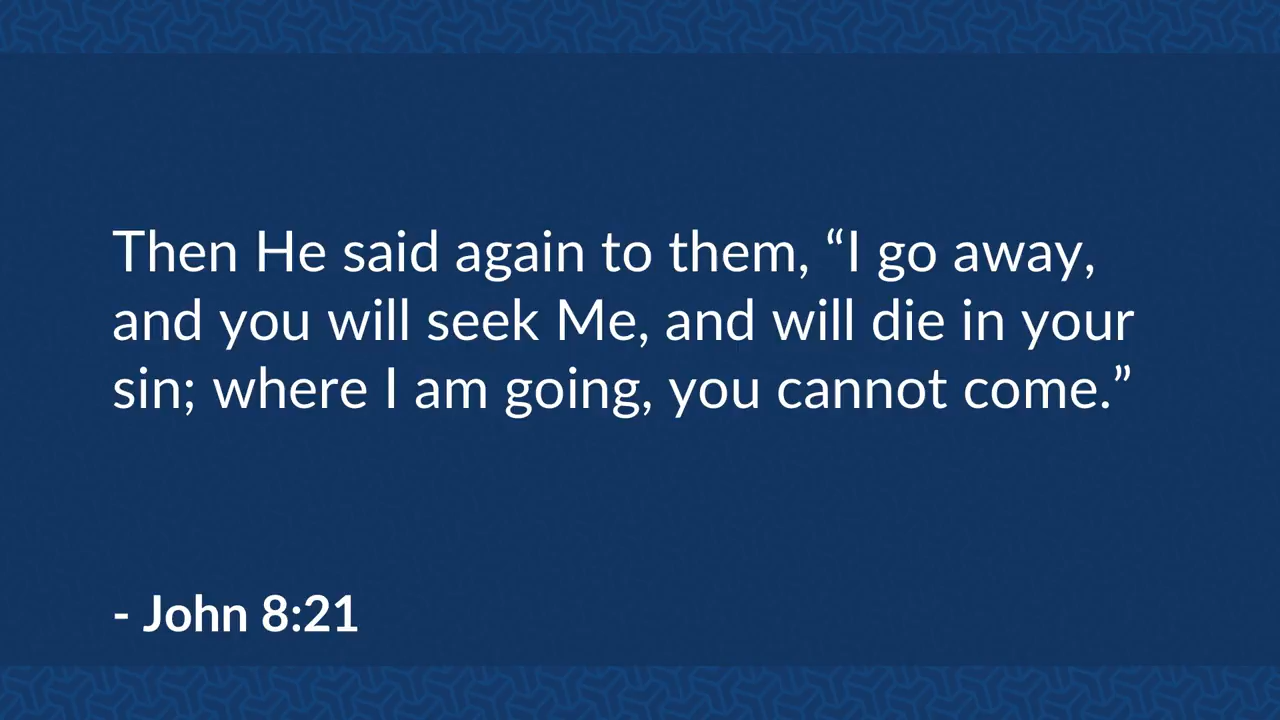 Then He said again to them, “I go away,
and you will seek Me, and will die in your
sin; where I am going, you cannot come.”
- John 8:21